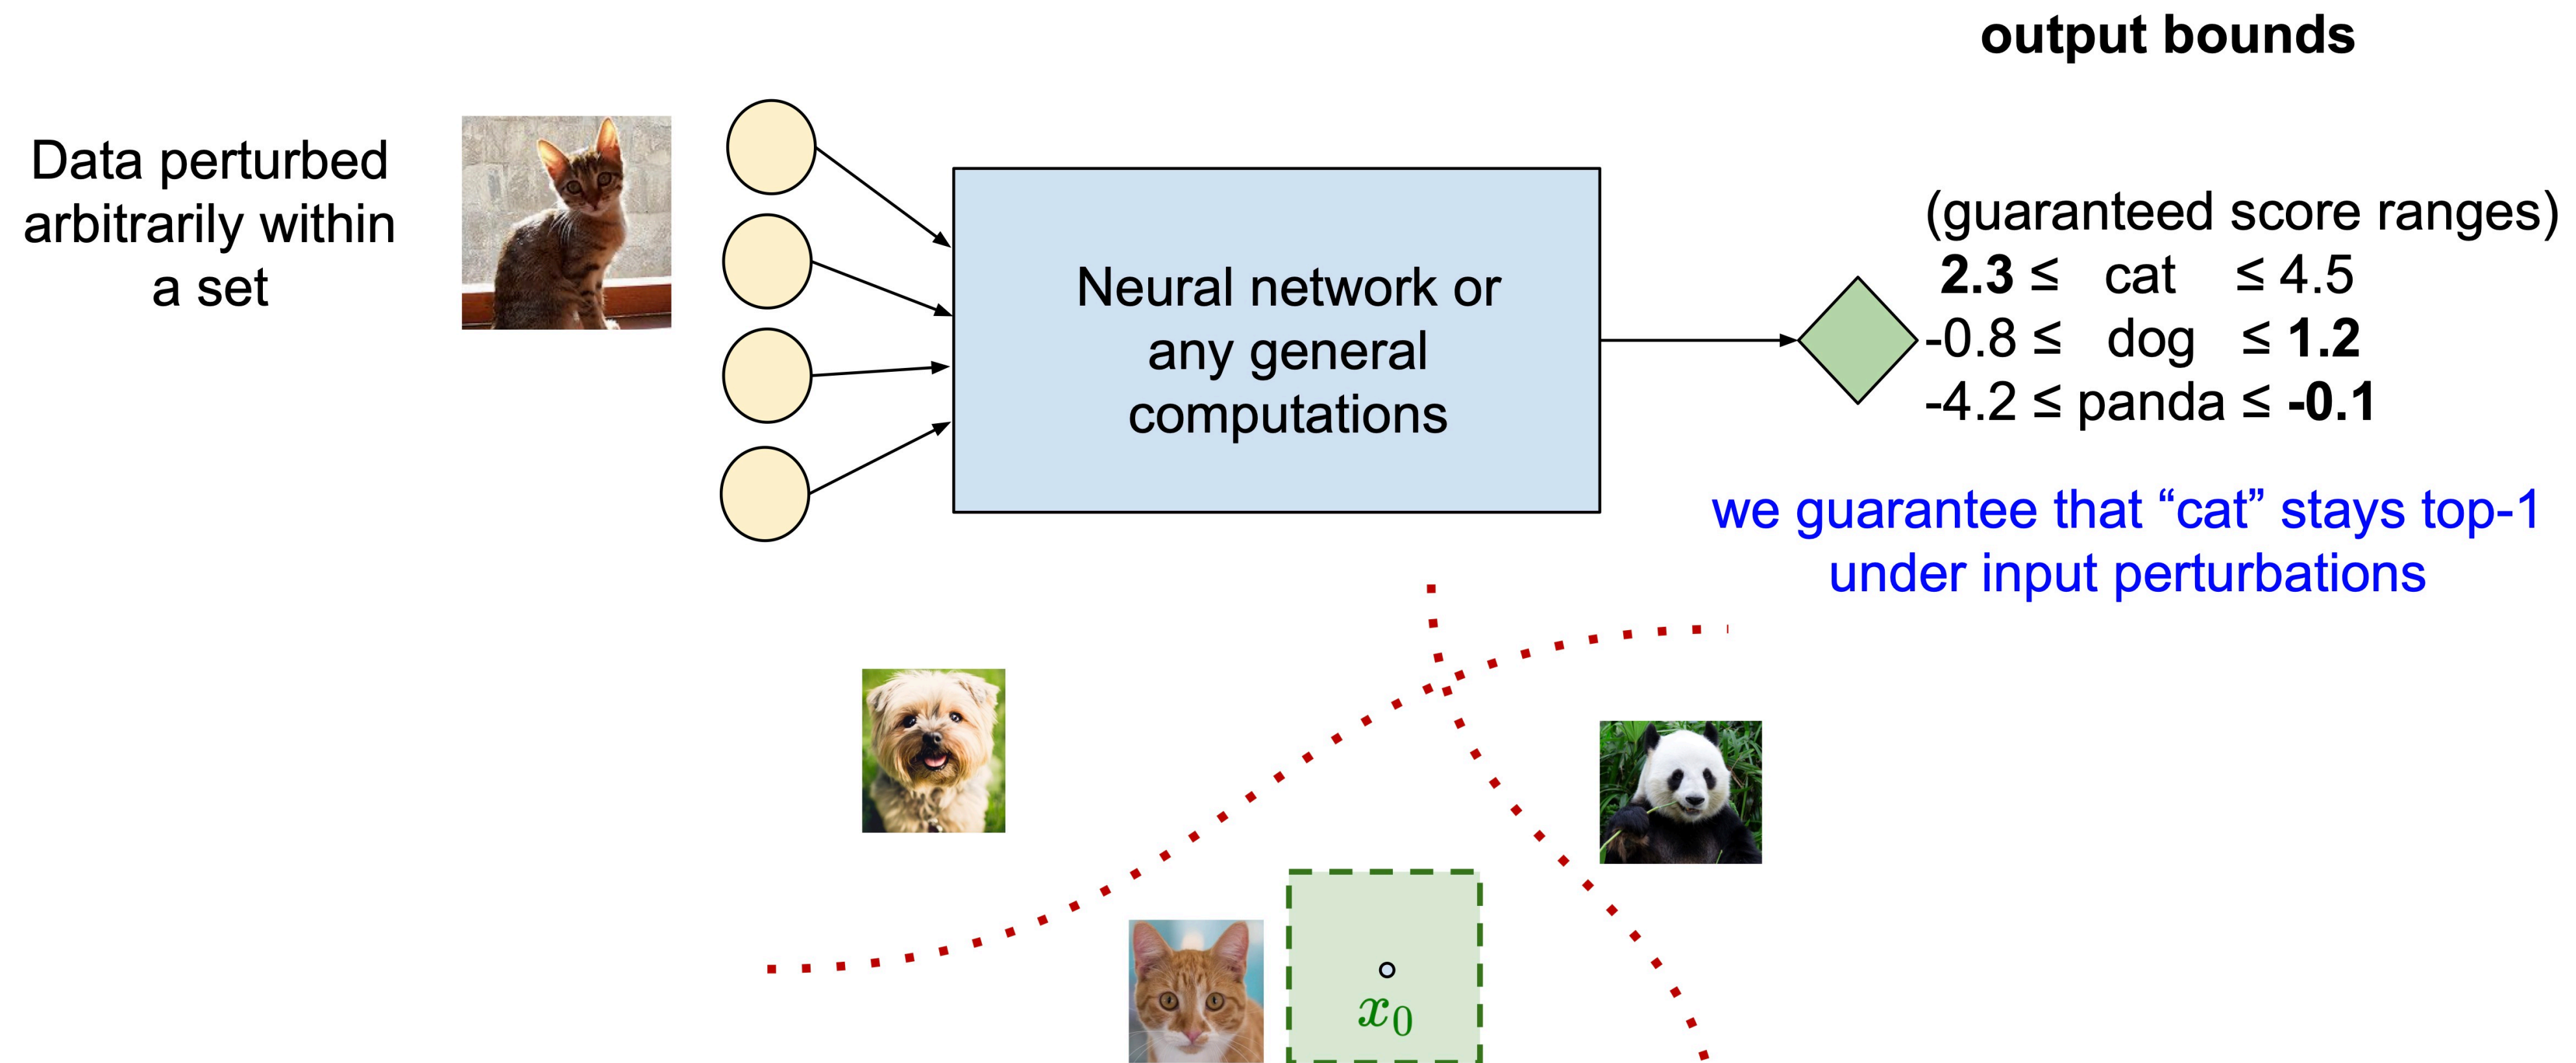 output bounds
Data perturbed
arbitrarily within
a set
Neural network or
any general
computations
(guaranteed score ranges)
2.3 ≤ cat ≤ 4.5
-0.8 ≤ dog ≤ 1.2
-4.2 ≤ panda ≤ -0.1
we guarantee that “cat” stays top-1
under input perturbations
x₀